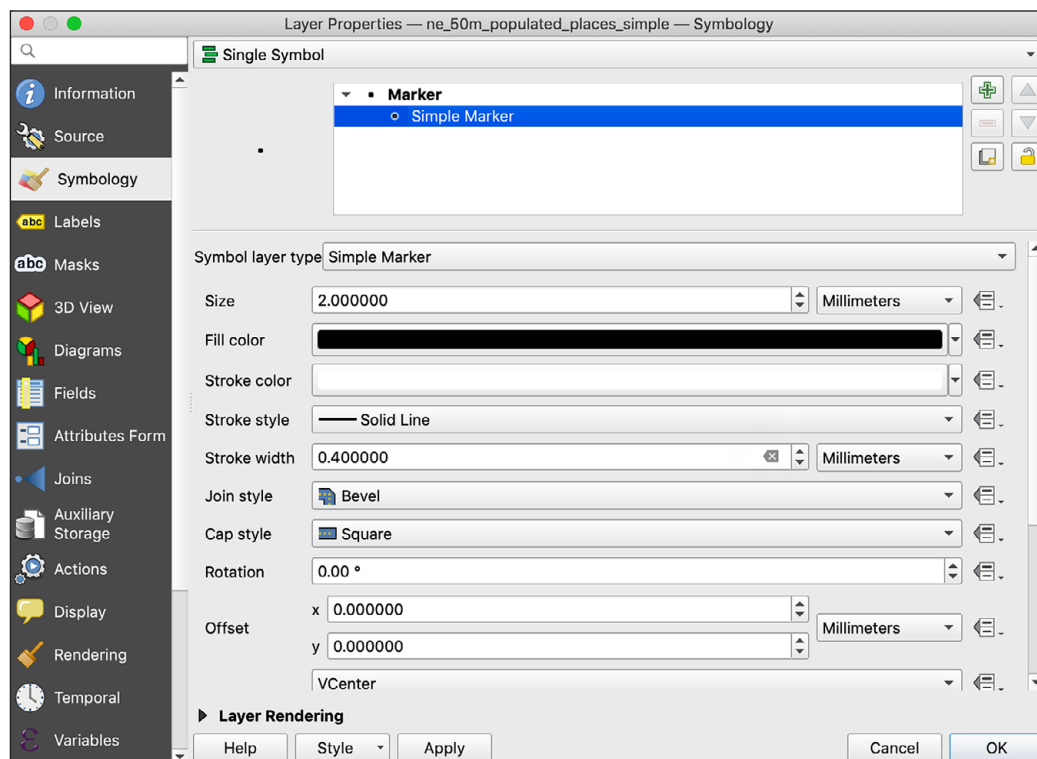 Layer Properties — ne_50m_populated_places_simple — Symbology
Single Symbol
Information
Source
Symbology
abc Labels
abc Masks
3D View
Diagrams
Fields
Attributes Form
Joins
Auxiliary
Storage
Actions
Display
Rendering
Temporal
ε Variables
Marker
Simple Marker
Symbol layer type Simple Marker
Size 2.000000 Millimeters
Fill color
Stroke color
Stroke style Solid Line
Stroke width 0.400000 Millimeters
Join style Bevel
Cap style Square
Rotation 0.00 °
Offset x 0.000000 Millimeters
y 0.000000
VCenter
Layer Rendering
Help Style Apply Cancel OK